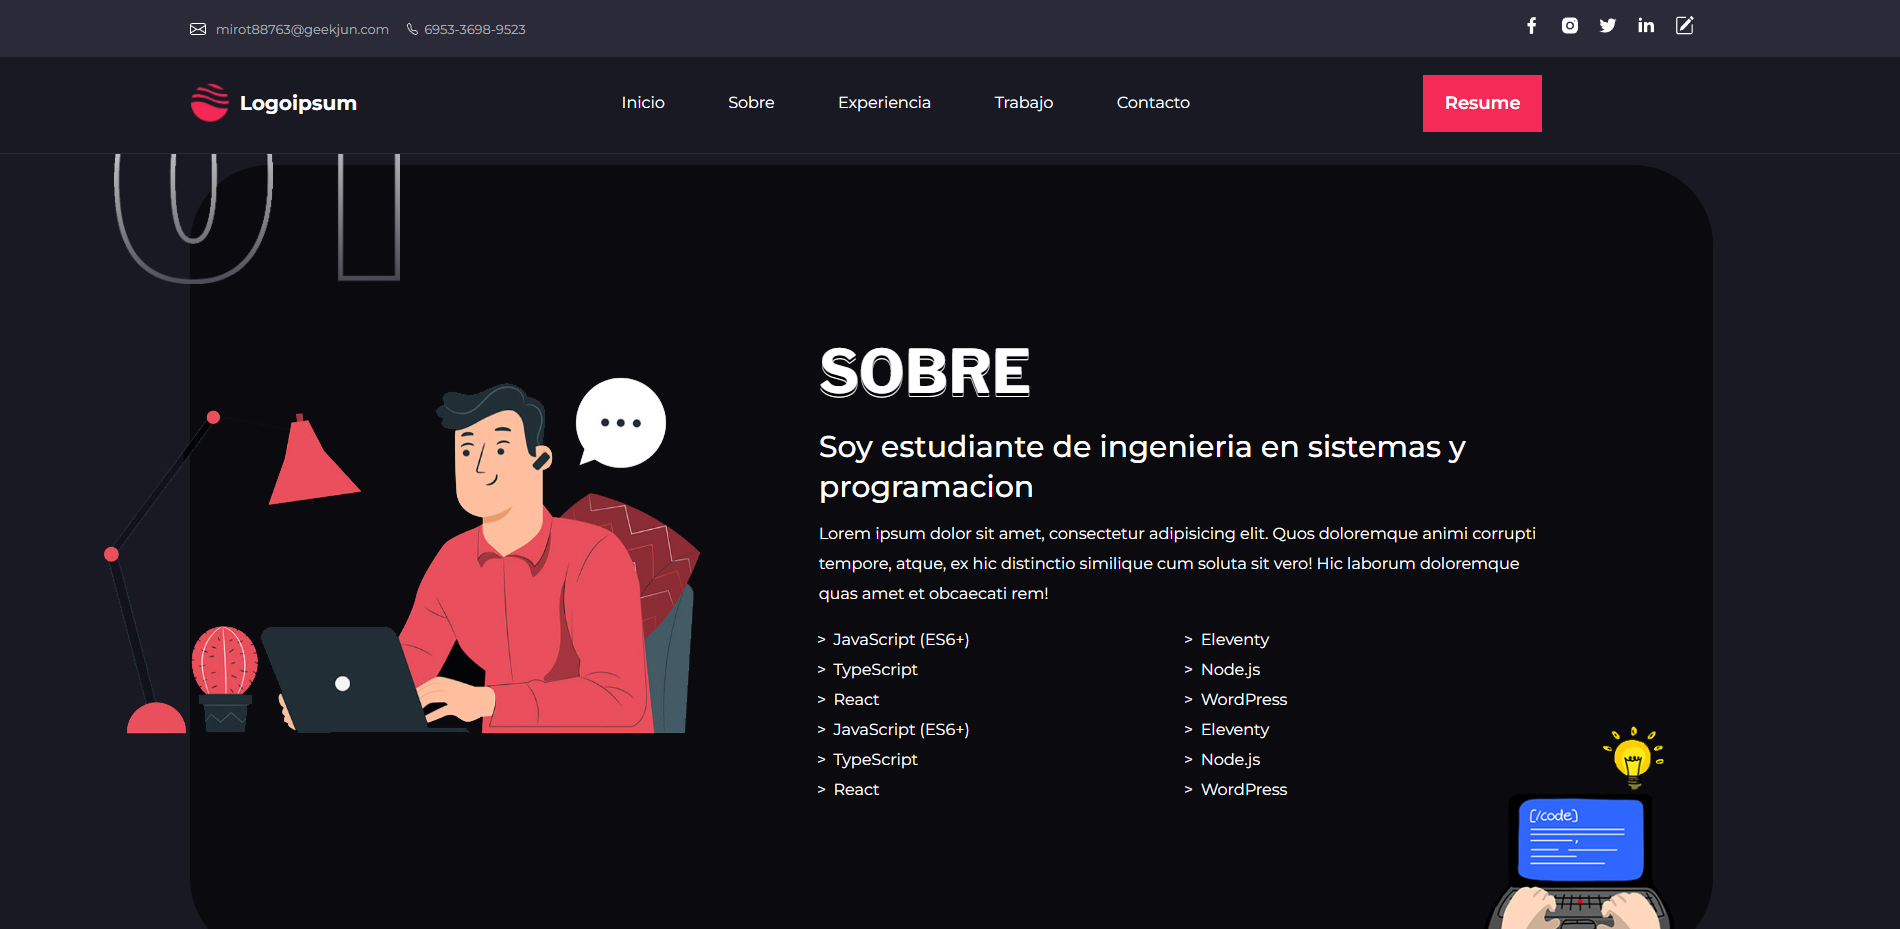 mirot88763@geekjun.com 6953-3698-9523
Logoipsum Inicio Sobre Experiencia Trabajo Contacto Resume
01
SOBRE
Soy estudiante de ingenieria en sistemas y
programacion
Lorem ipsum dolor sit amet, consectetur adipisicing elit. Quos doloremque animi corrupti
tempore, atque, ex hic distinctio similique cum soluta sit vero! Hic laborum doloremque
quas amet et obcaecati rem!
> JavaScript (ES6+)
> TypeScript
> React
> JavaScript (ES6+)
> TypeScript
> React
> Eleventy
> Node.js
> WordPress
> Eleventy
> Node.js
> WordPress
[/code]